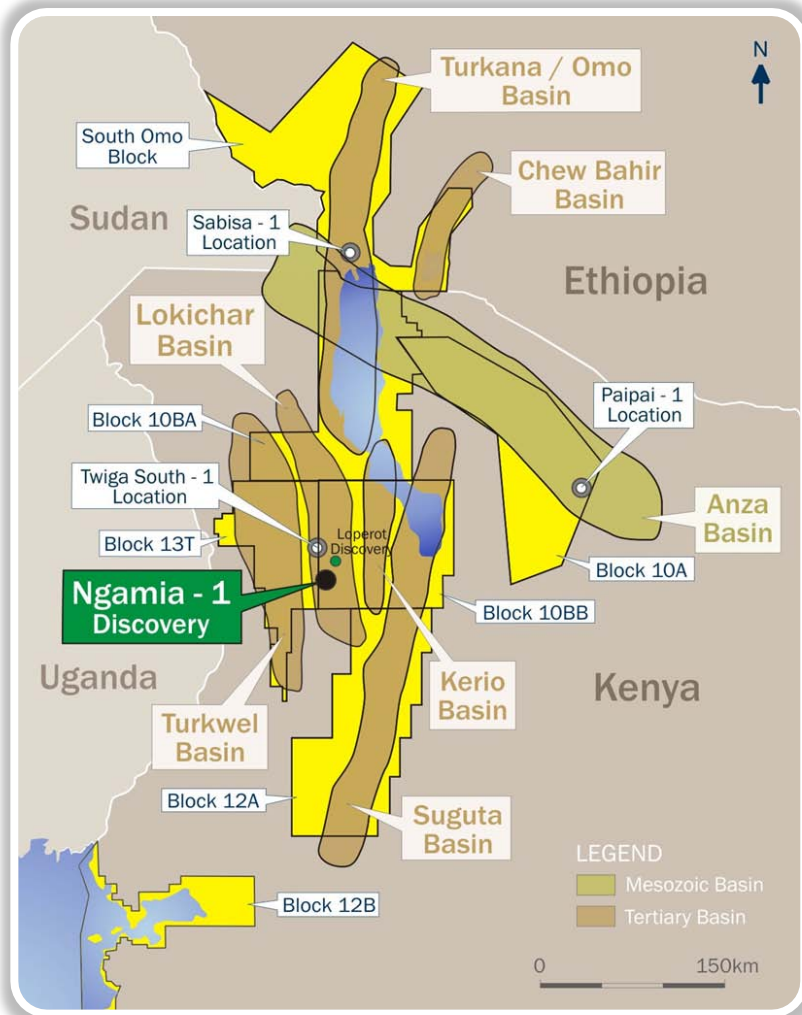 N
Turkana / Omo
Basin
South Omo
Block
Chew Bahir
Basin
Sudan
Sabisa - 1
Location
Ethiopia
Lokichar
Basin
Block 10BA
Paipai - 1
Location
Twiga South - 1
Location
Loperot
Discovery
Anza
Basin
Block 13T
Block 10A
Ngamia - 1
Discovery
Block 10BB
Uganda
Kerio
Basin
Kenya
Turkwel
Basin
Block 12A
Suguta
Basin
LEGEND
Mesozoic Basin
Tertiary Basin
Block 12B
0
150km